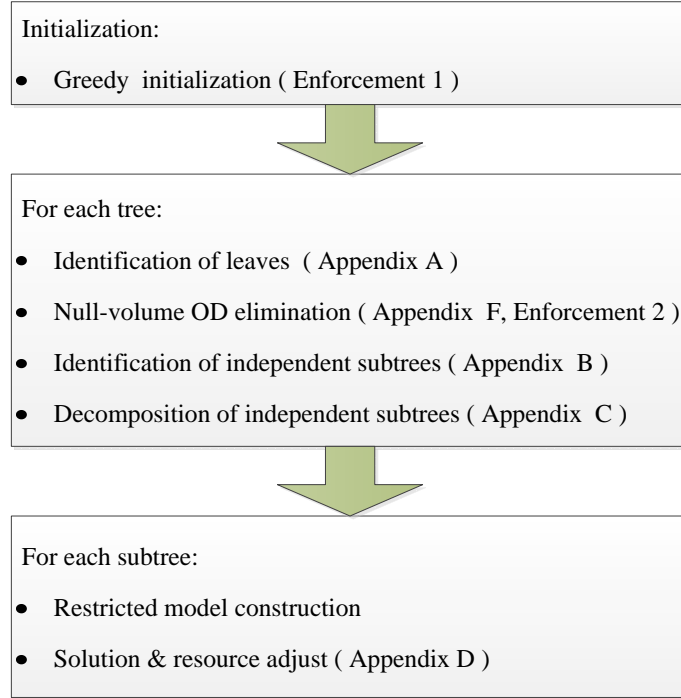 Initialization:
• Greedy initialization ( Enforcement 1 )
For each tree:
• Identification of leaves ( Appendix A )
• Null-volume OD elimination ( Appendix F, Enforcement 2 )
• Identification of independent subtrees ( Appendix B )
• Decomposition of independent subtrees ( Appendix C )
For each subtree:
• Restricted model construction
• Solution & resource adjust ( Appendix D )